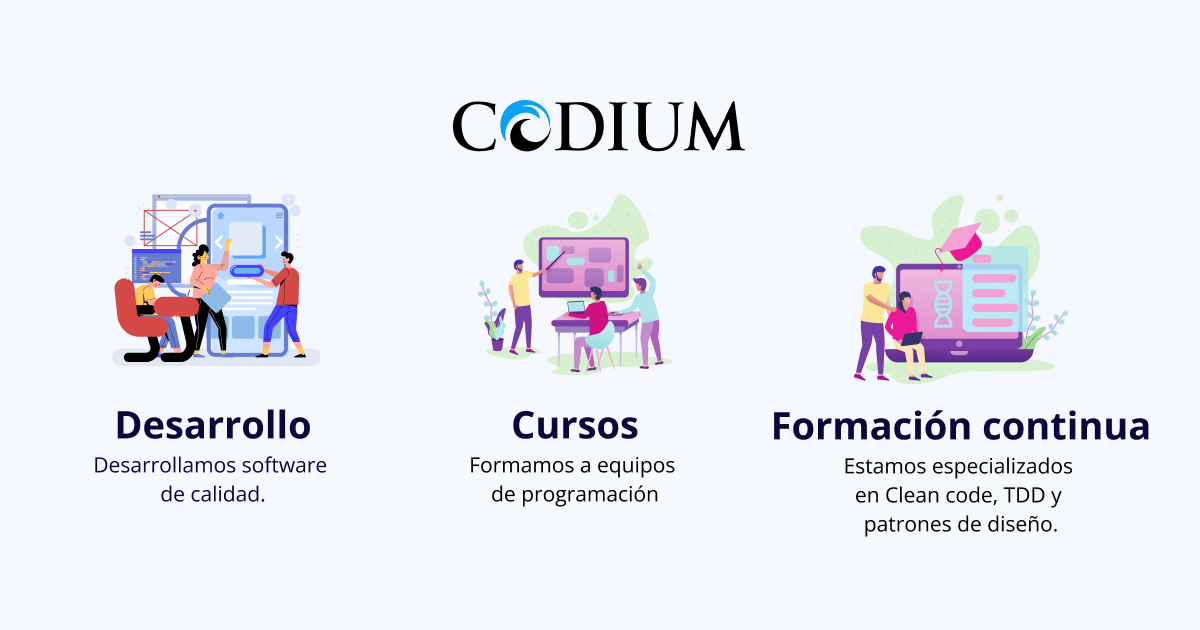 CODIUM
Desarrollo
Desarrollamos software
de calidad.
Cursos
Formamos a equipos
de programación
Formación continua
Estamos especializados
en Clean code, TDD y
patrones de diseño.